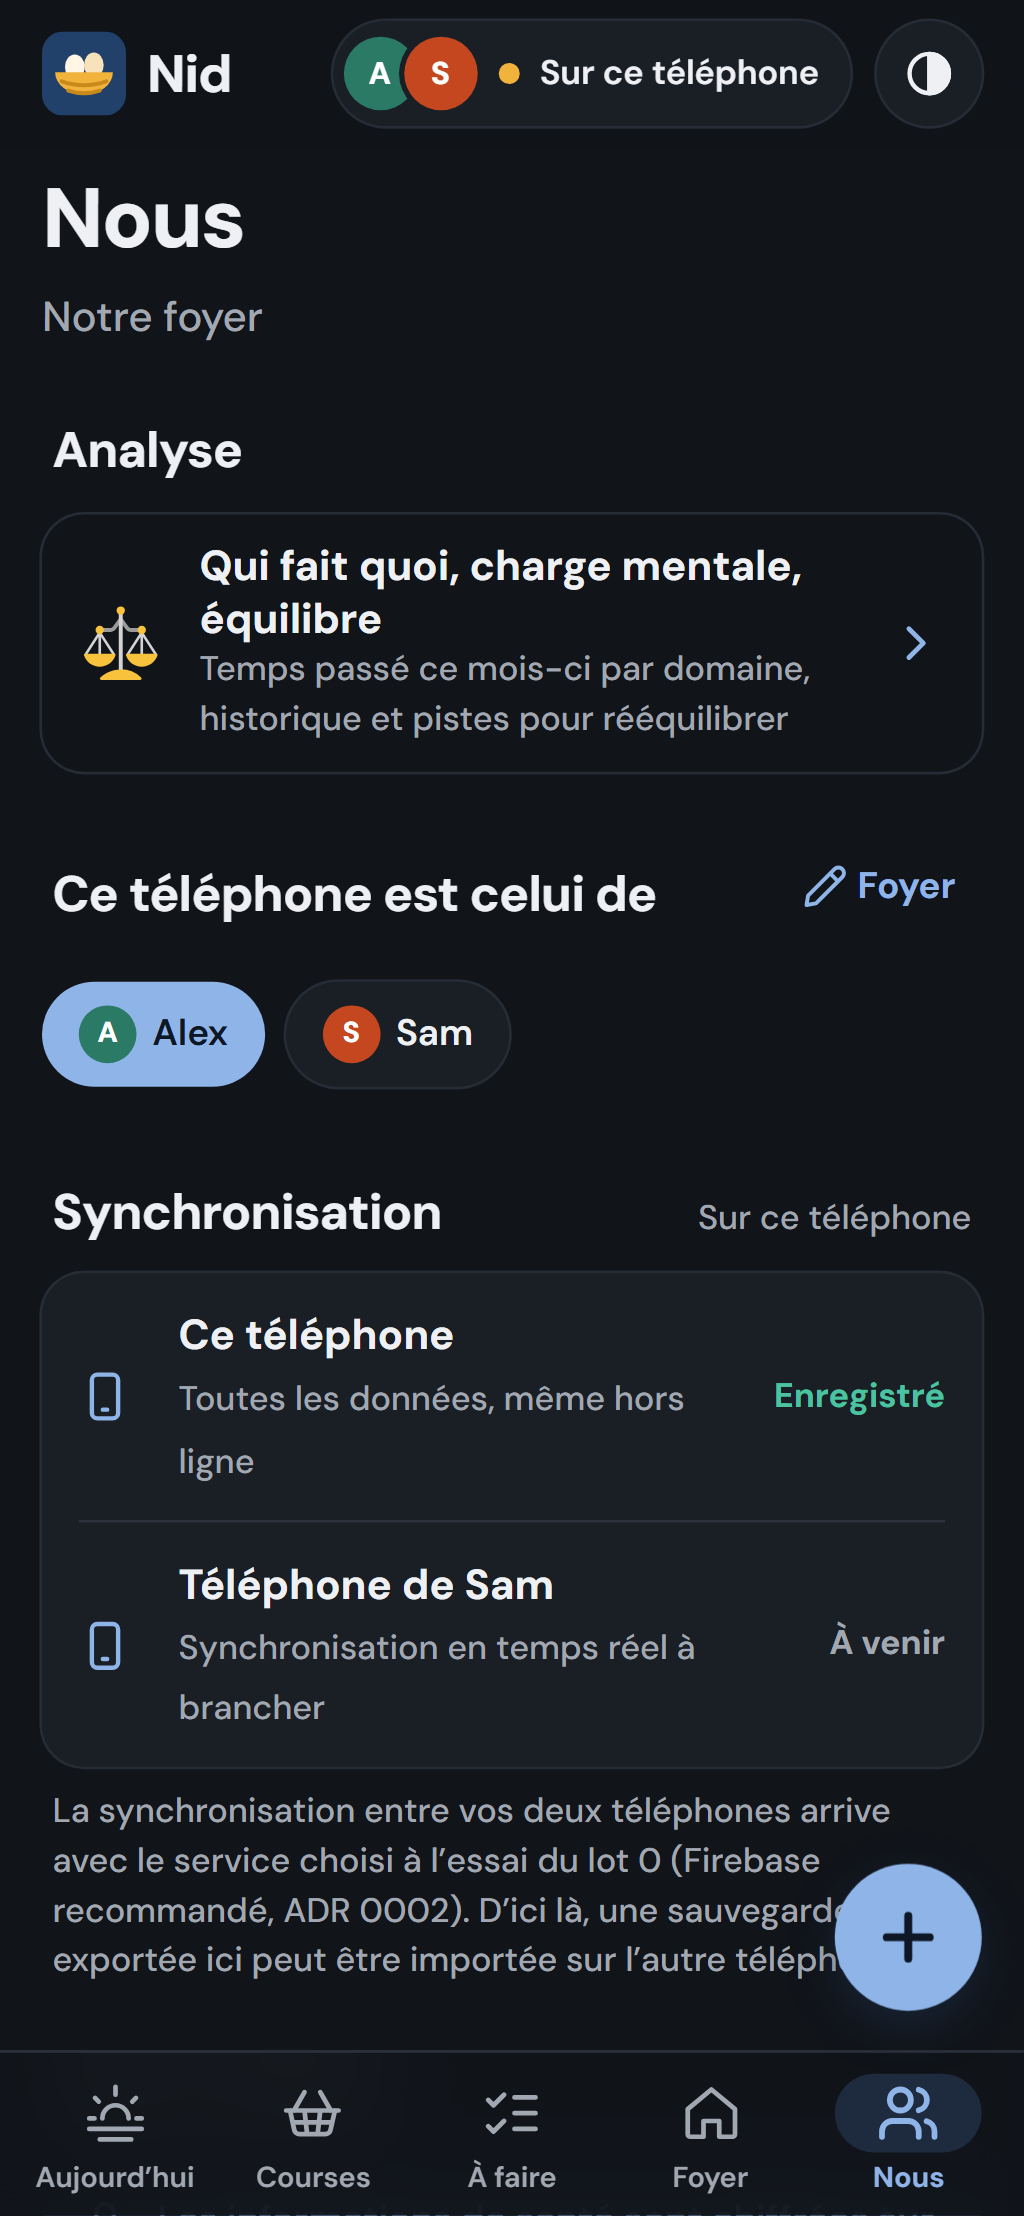 Nid
A
S
Sur ce téléphone
Nous
Notre foyer
Analyse
Qui fait quoi, charge mentale,
équilibre
Temps passé ce mois-ci par domaine,
historique et pistes pour rééquilibrer
Ce téléphone est celui de
Foyer
A Alex
S Sam
Synchronisation
Sur ce téléphone
Ce téléphone
Toutes les données, même hors
ligne
Enregistré
Téléphone de Sam
Synchronisation en temps réel à
brancher
À venir
La synchronisation entre vos deux téléphones arrive
avec le service choisi à l’essai du lot 0 (Firebase
recommandé, ADR 0002). D’ici là, une sauvegarde
exportée ici peut être importée sur l’autre
Aujourd’hui
Courses
À faire
Foyer
Nous